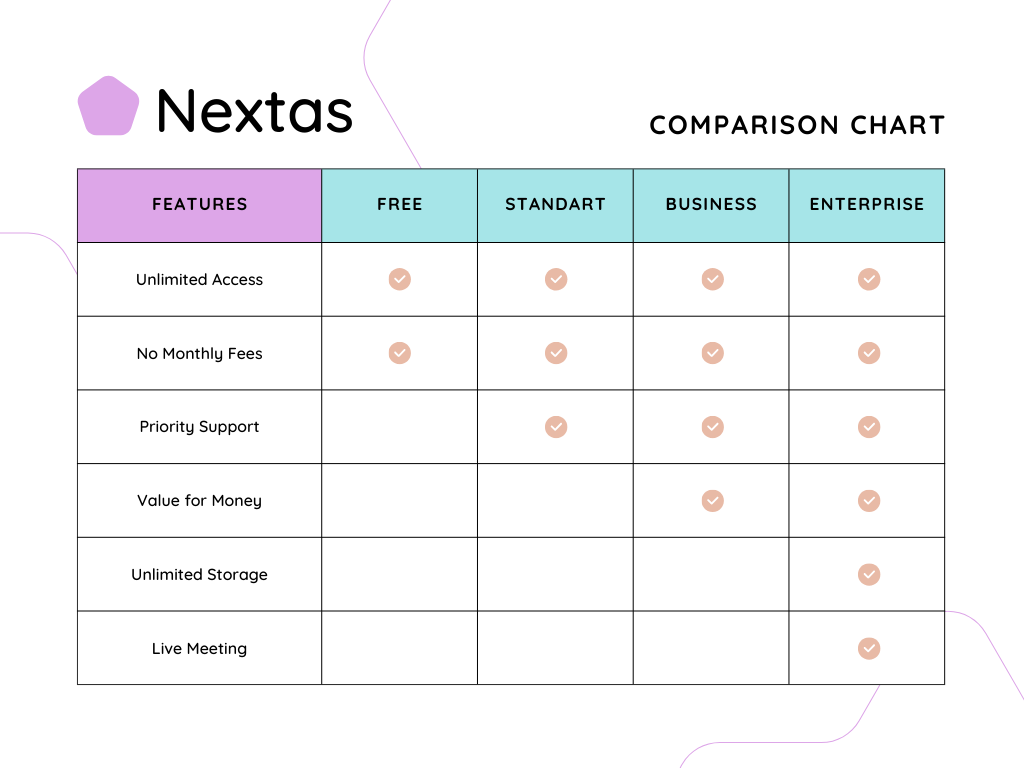 Nextas
COMPARISON CHART
FEATURES FREE STANDART BUSINESS ENTERPRISE
Unlimited Access
No Monthly Fees
Priority Support
Value for Money
Unlimited Storage
Live Meeting